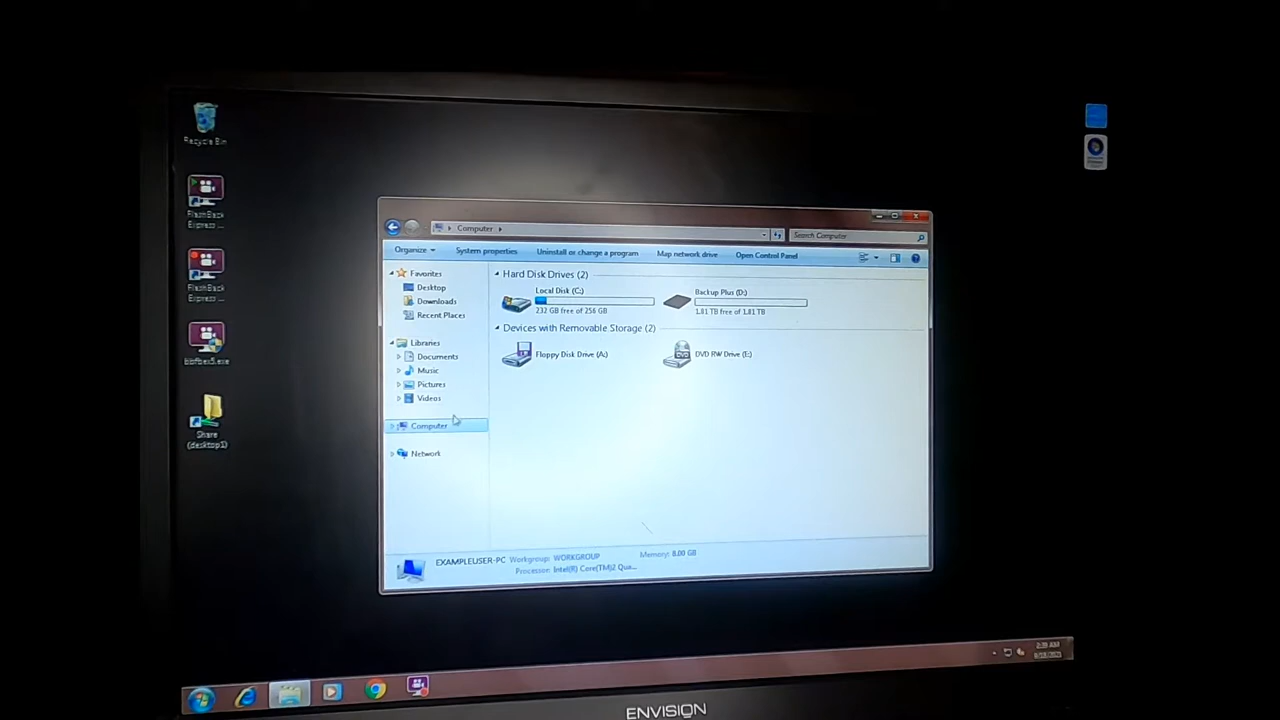 Recycle Bin
FlashBack
Express ...
FlashBack
Express ...
bbfbex5.exe
Share
(desktop1)
Computer
Search Computer
Organize
System properties
Uninstall or change a program
Map network drive
Open Control Panel
Favorites
Desktop
Downloads
Recent Places
Libraries
Documents
Music
Pictures
Videos
Computer
Network
Hard Disk Drives (2)
Local Disk (C:)
232 GB free of 256 GB
Backup Plus (D:)
1.81 TB free of 1.81 TB
Devices with Removable Storage (2)
Floppy Disk Drive (A:)
DVD RW Drive (E:)
EXAMPLEUSER-PC Workgroup: WORKGROUP Memory: 8.00 GB
Processor: Intel(R) Core(TM)2 Qua...
2:39 AM
ENVISION